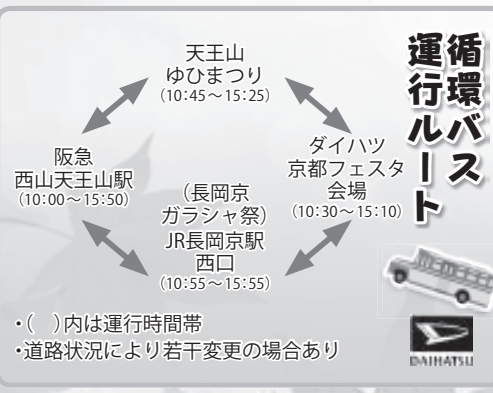 循環バス
運行ルート
天王山
ゆひまつり
(10:45～15:25)
阪急
西山天王山駅
(10:00～15:50)
ダイハツ
京都フェスタ
会場
(10:30～15:10)
(長岡京
ガラシャ祭)
JR長岡京駅
西口
(10:55～15:55)
・(　)内は運行時間帯
・道路状況により若干変更の場合あり
DAIHATSU